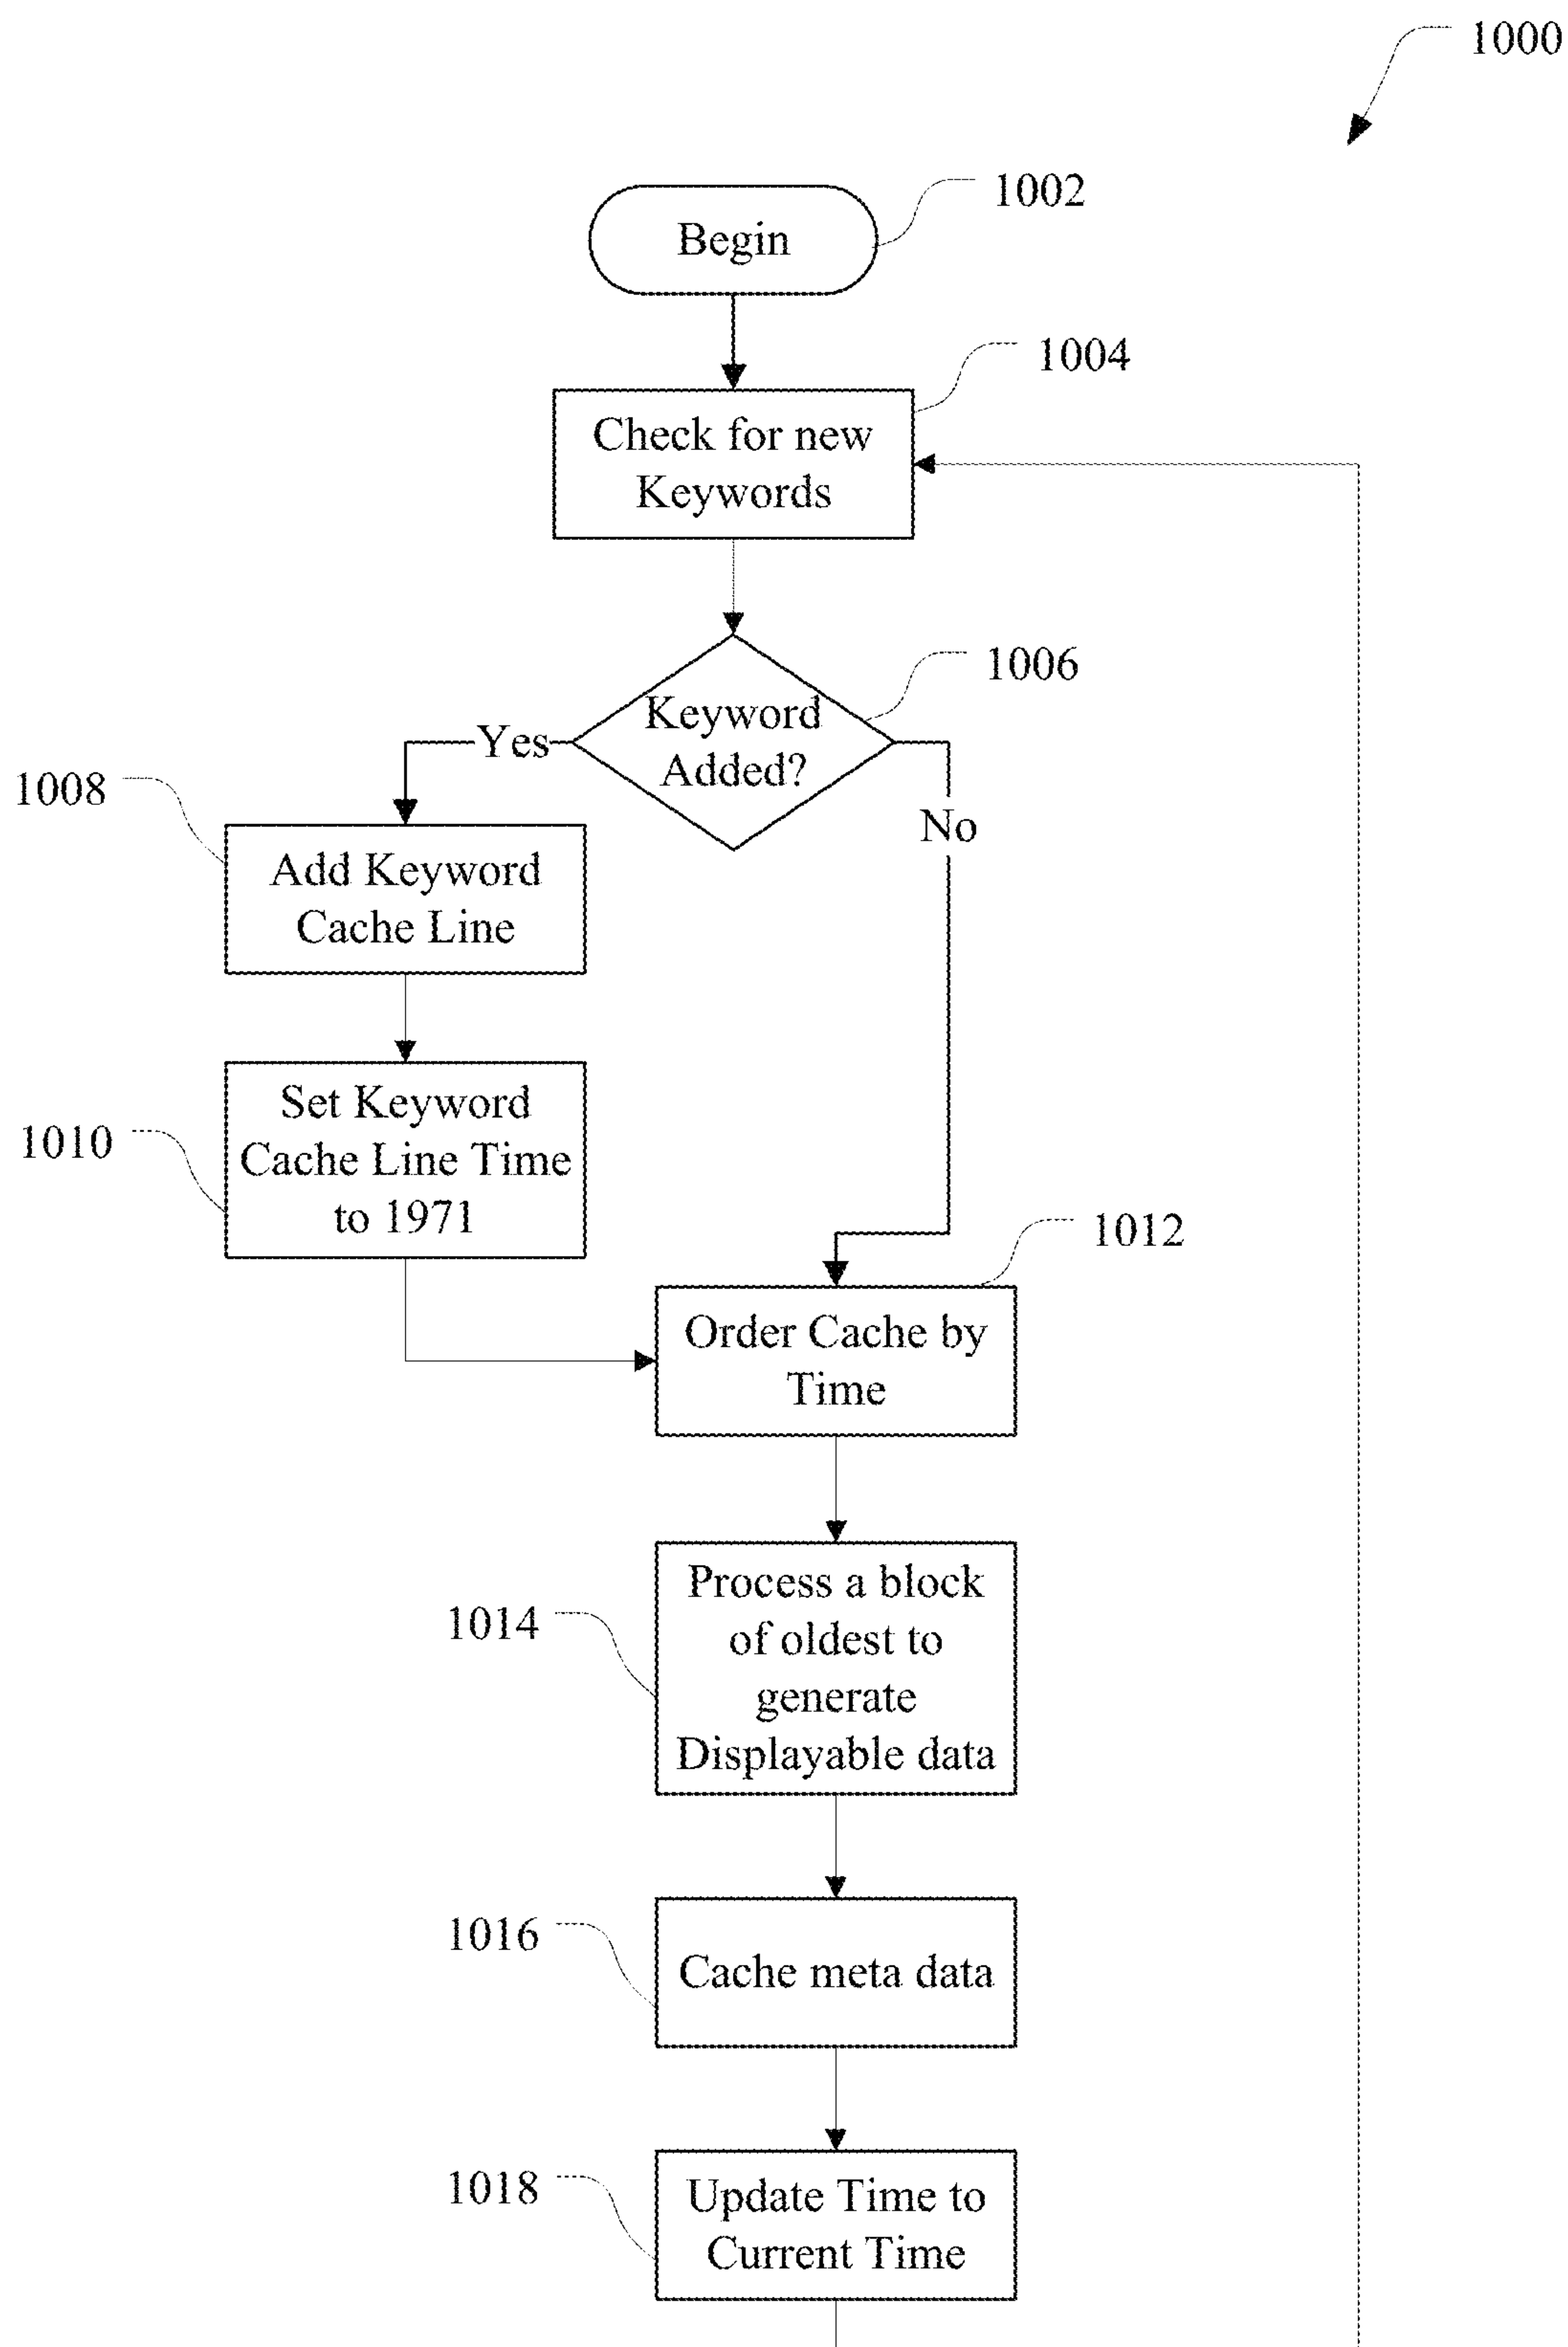 1000
1002
Begin
1004
Check for new
Keywords
1006
Keyword
Added?
Yes
No
1008
Add Keyword
Cache Line
1010
Set Keyword
Cache Line Time
to 1971
1012
Order Cache by
Time
1014
Process a block
of oldest to
generate
Displayable data
1016
Cache meta data
1018
Update Time to
Current Time